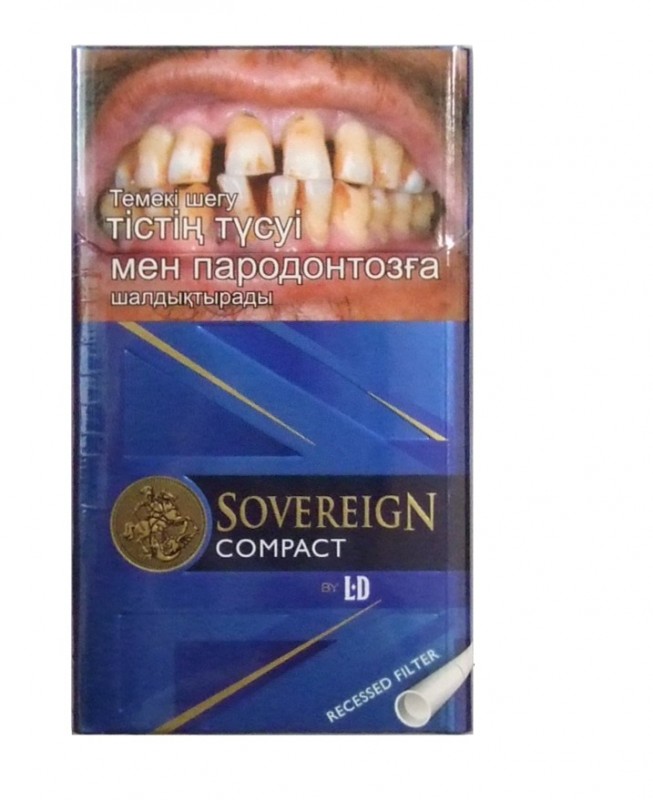 Темекі шегу
тістің түсуі
мен пародонтозға
шалдықтырады
SOVEREIGN
COMPACT
BY L·D
RECESSED FILTER